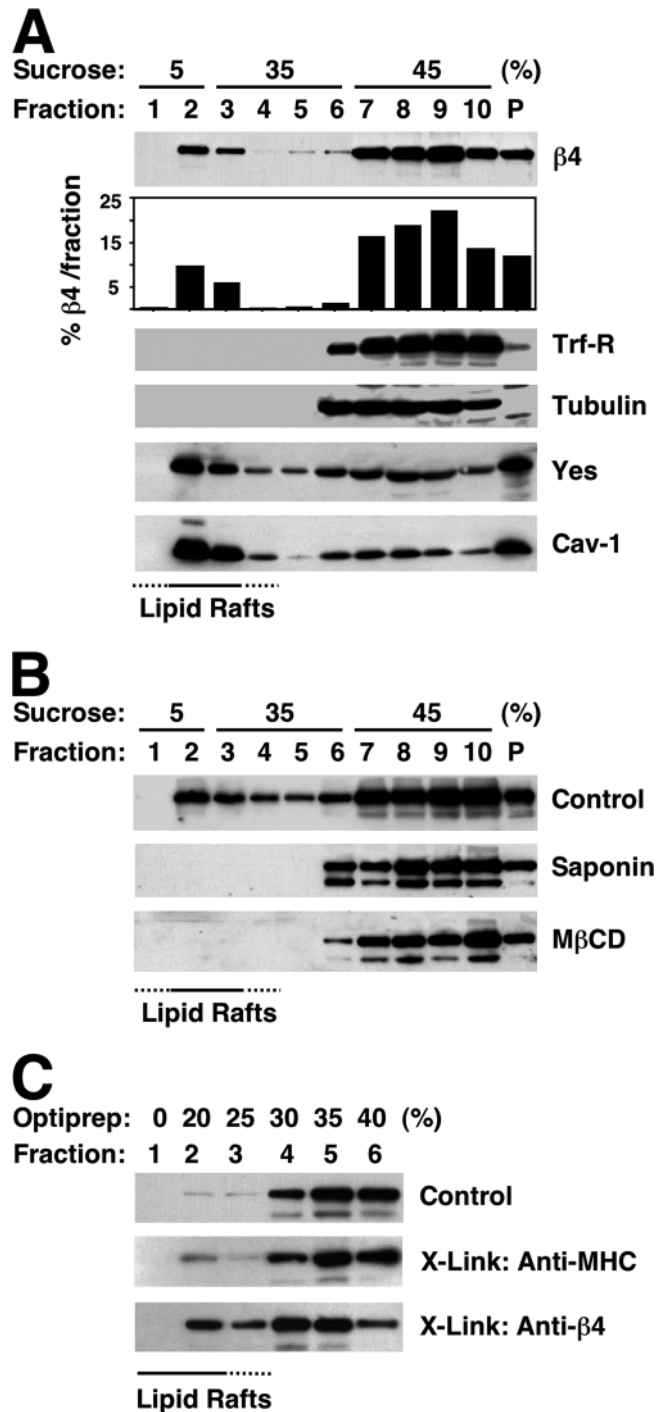 A
Sucrose: 5 35 45 (%)
Fraction: 1 2 3 4 5 6 7 8 9 10 P
β4
% β4 /fraction
25
15
5
Trf-R
Tubulin
Yes
Cav-1
Lipid Rafts
B
Sucrose: 5 35 45 (%)
Fraction: 1 2 3 4 5 6 7 8 9 10 P
Control
Saponin
MβCD
Lipid Rafts
C
Optiprep: 0 20 25 30 35 40 (%)
Fraction: 1 2 3 4 5 6
Control
X-Link: Anti-MHC
X-Link: Anti-β4
Lipid Rafts